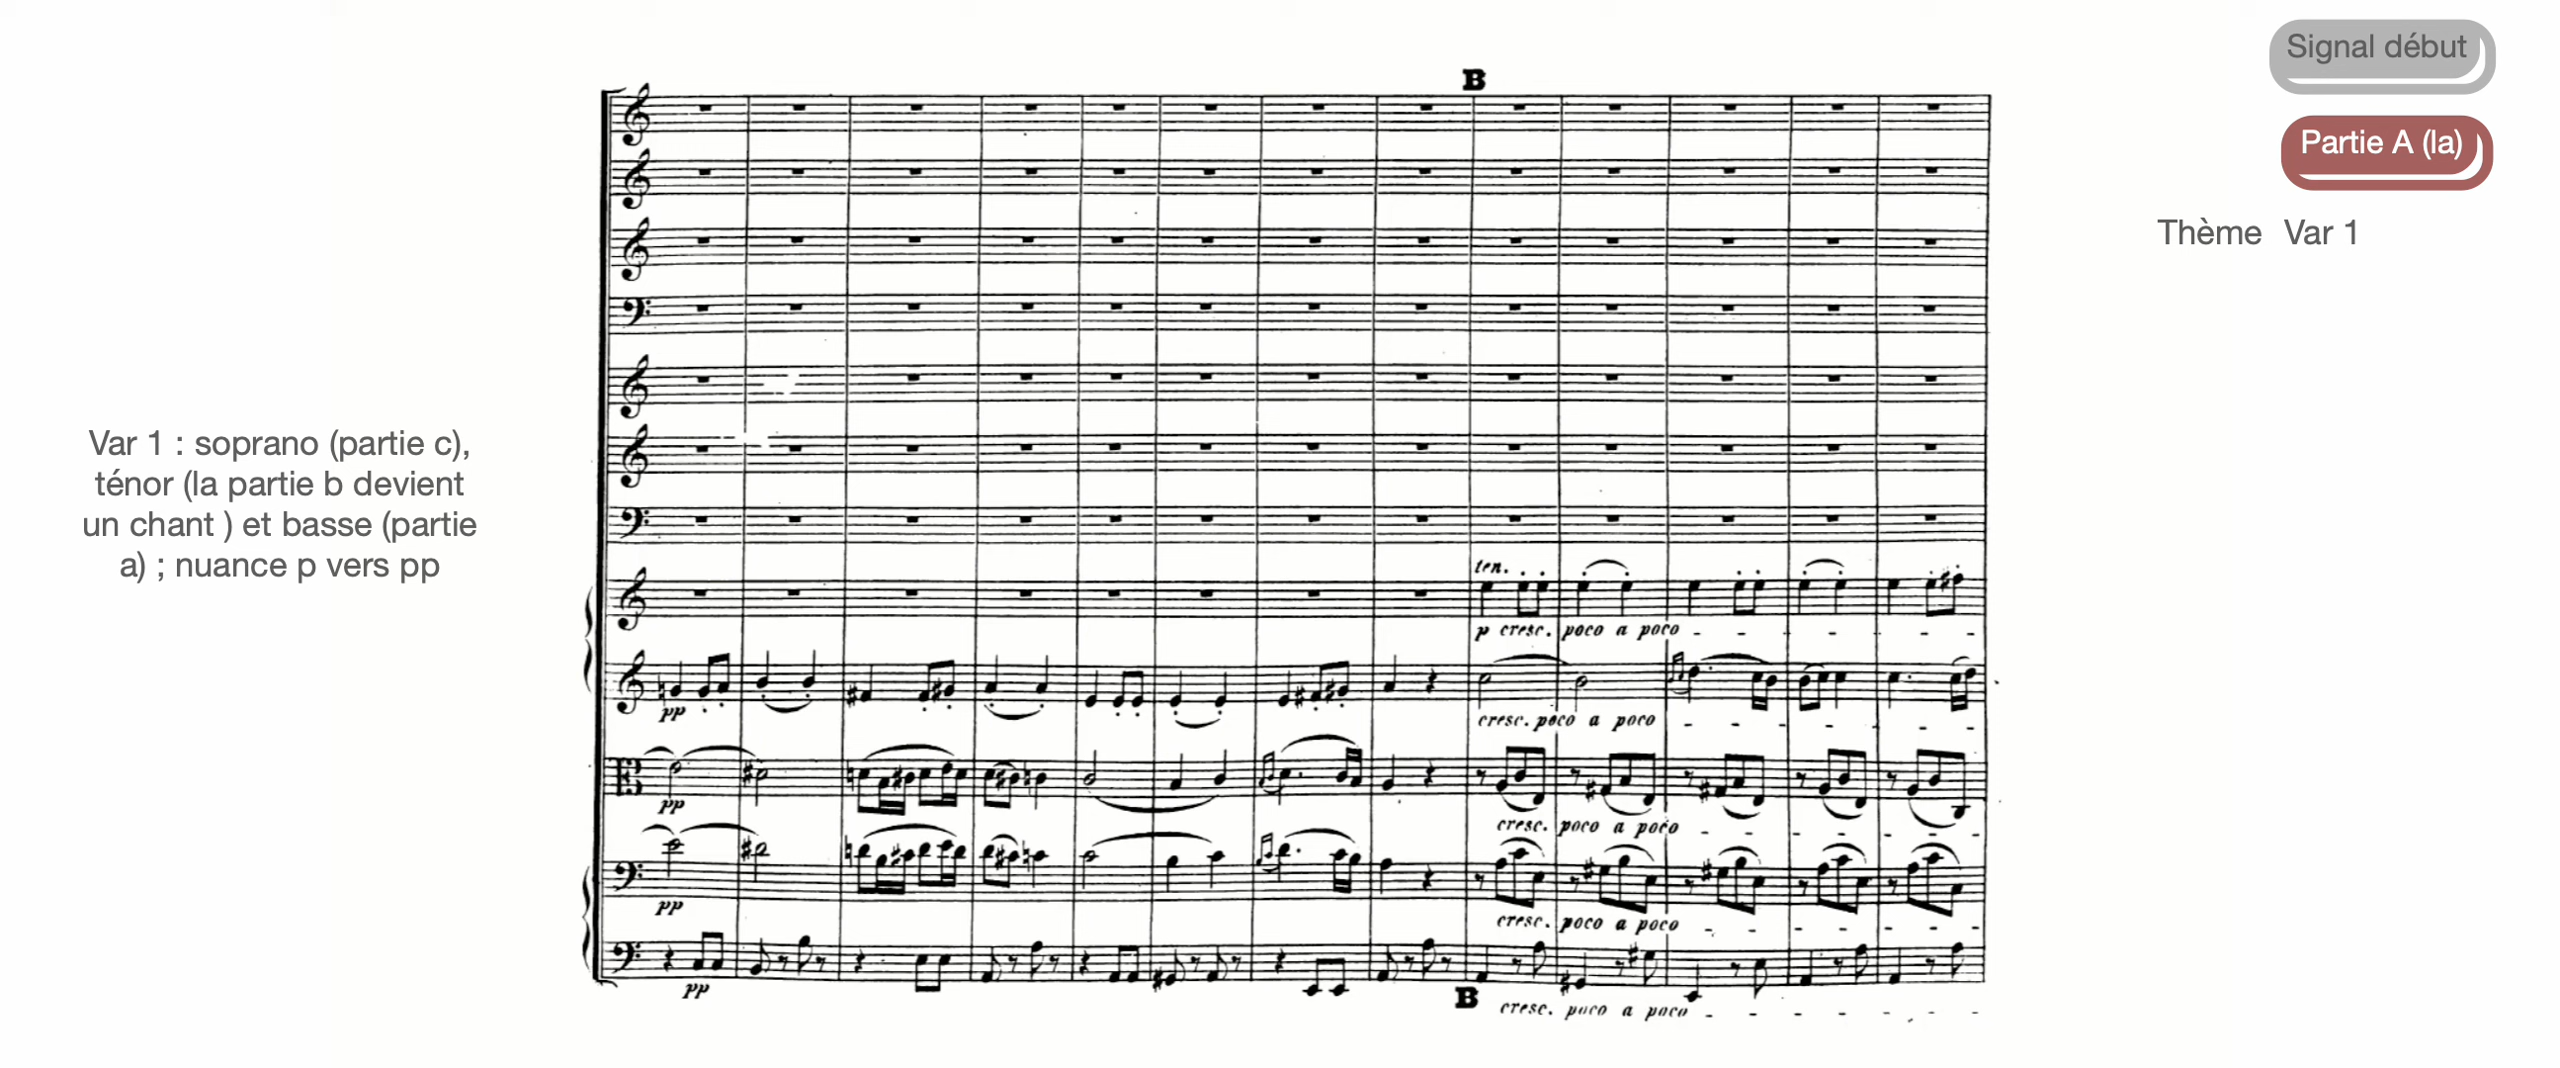 Signal début
Partie A (la)
Thème Var 1
Var 1 : soprano (partie c),
ténor (la partie b devient
un chant ) et basse (partie
a) ; nuance p vers pp
B
ten.
p cresc. poco a poco
pp
cresc. poco a poco
pp
cresc. poco a poco
pp
cresc. poco a poco
pp
B
cresc. poco a poco